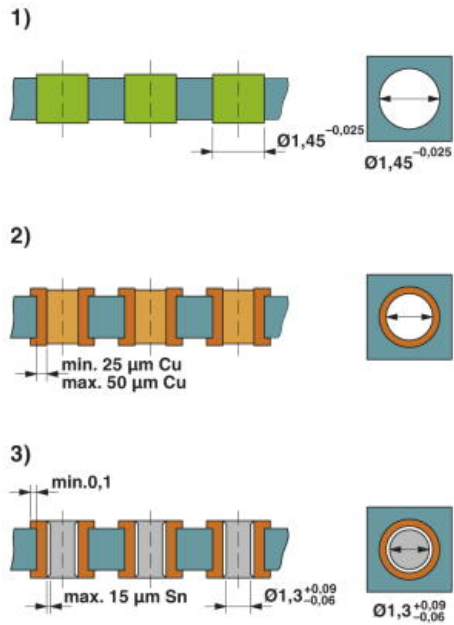 1)
Ø1,45-0,025
Ø1,45-0,025
2)
min. 25 µm Cu
max. 50 µm Cu
3)
min.0,1
max. 15 µm Sn
Ø1,3+0,09-0,06
Ø1,3+0,09-0,06